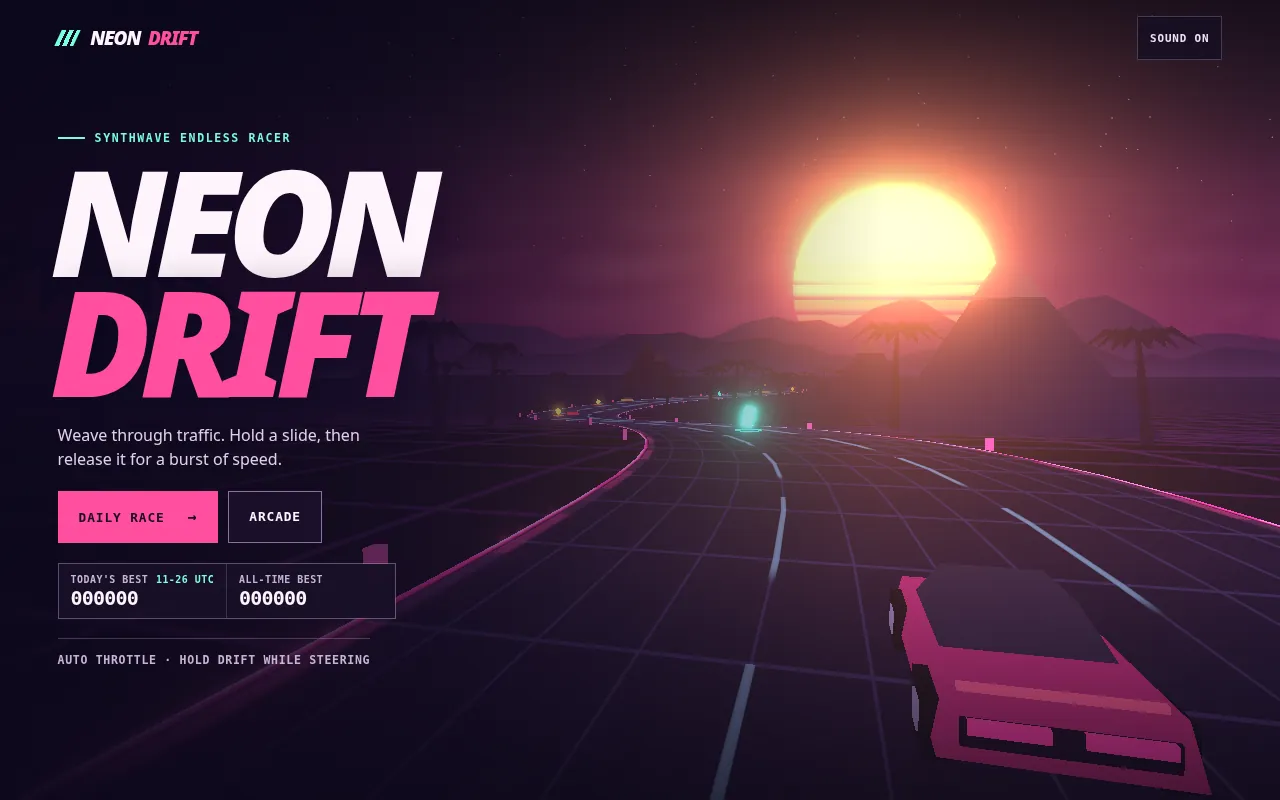 NEON DRIFT
SOUND ON
SYNTHWAVE ENDLESS RACER
NEON
DRIFT
Weave through traffic. Hold a slide, then
release it for a burst of speed.
DAILY RACE →
ARCADE
TODAY'S BEST 11-26 UTC
000000
ALL-TIME BEST
000000
AUTO THROTTLE · HOLD DRIFT WHILE STEERING